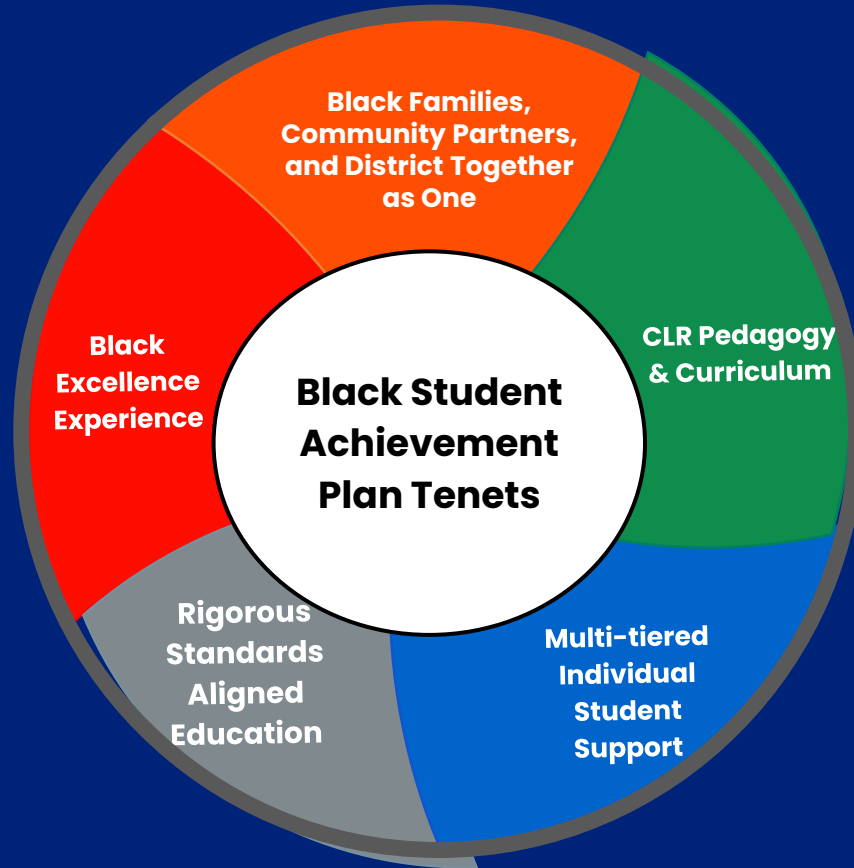 Black Families,
Community Partners,
and District Together
as One
CLR Pedagogy
& Curriculum
Multi-tiered
Individual
Student
Support
Rigorous
Standards
Aligned
Education
Black
Excellence
Experience
Black Student
Achievement
Plan Tenets